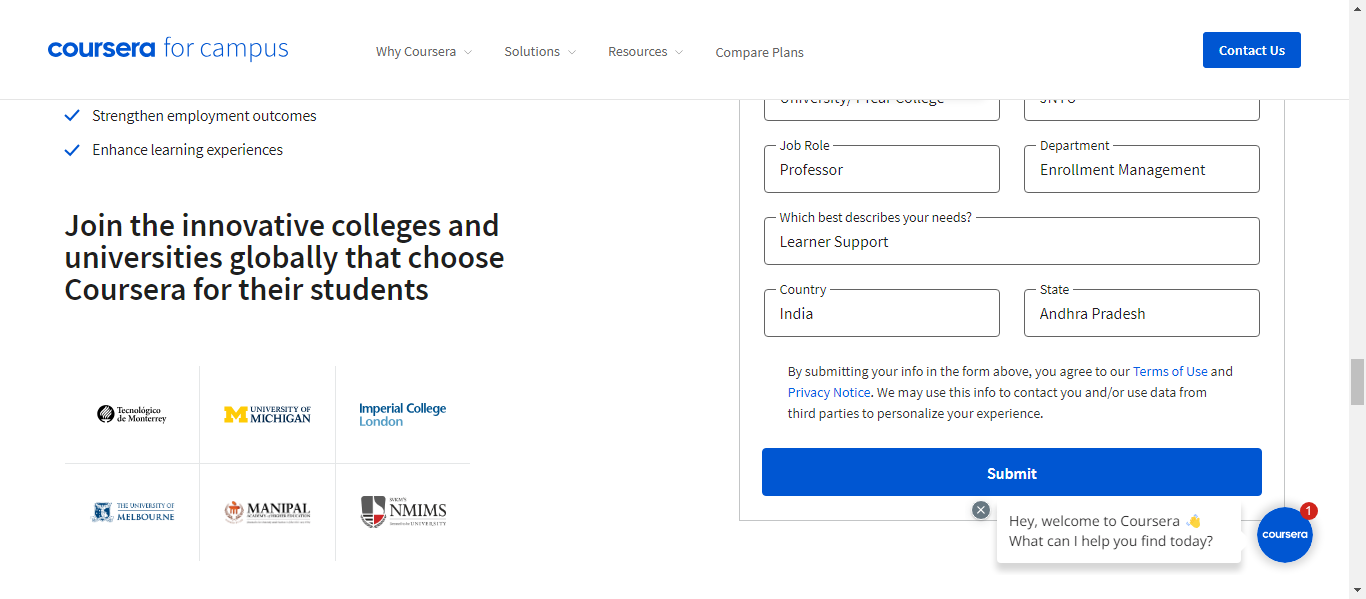 coursera for campus
Why Coursera
Solutions
Resources
Compare Plans
Contact Us
Strengthen employment outcomes
Enhance learning experiences
Join the innovative colleges and
universities globally that choose
Coursera for their students
Tecnológico
de Monterrey
UNIVERSITY OF
MICHIGAN
Imperial College
London
THE UNIVERSITY OF
MELBOURNE
MANIPAL
SVKM'S
NMIMS
UNIVERSITY
University/4 Year College
JNTU
Job Role
Professor
Department
Enrollment Management
Which best describes your needs?
Learner Support
Country
India
State
Andhra Pradesh
By submitting your info in the form above, you agree to our Terms of Use and
Privacy Notice. We may use this info to contact you and/or use data from
third parties to personalize your experience.
Submit
Hey, welcome to Coursera 👋
What can I help you find today?
coursera
1